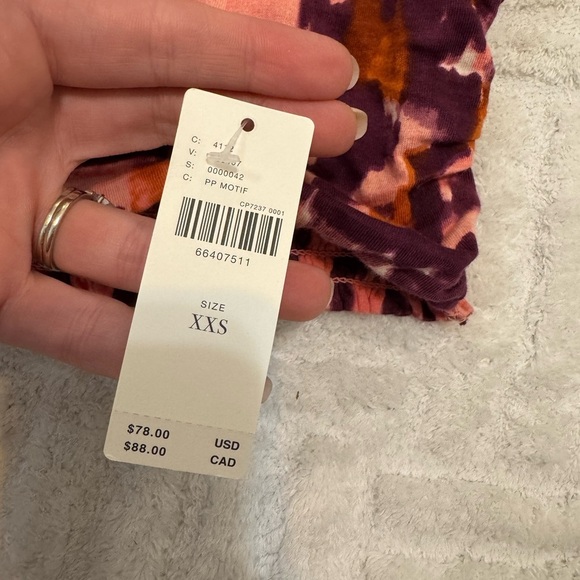 C:
V:
S: 0000042
C: PP MOTIF
CP7237 0001
66407511
SIZE
XXS
$78.00 USD
$88.00 CAD